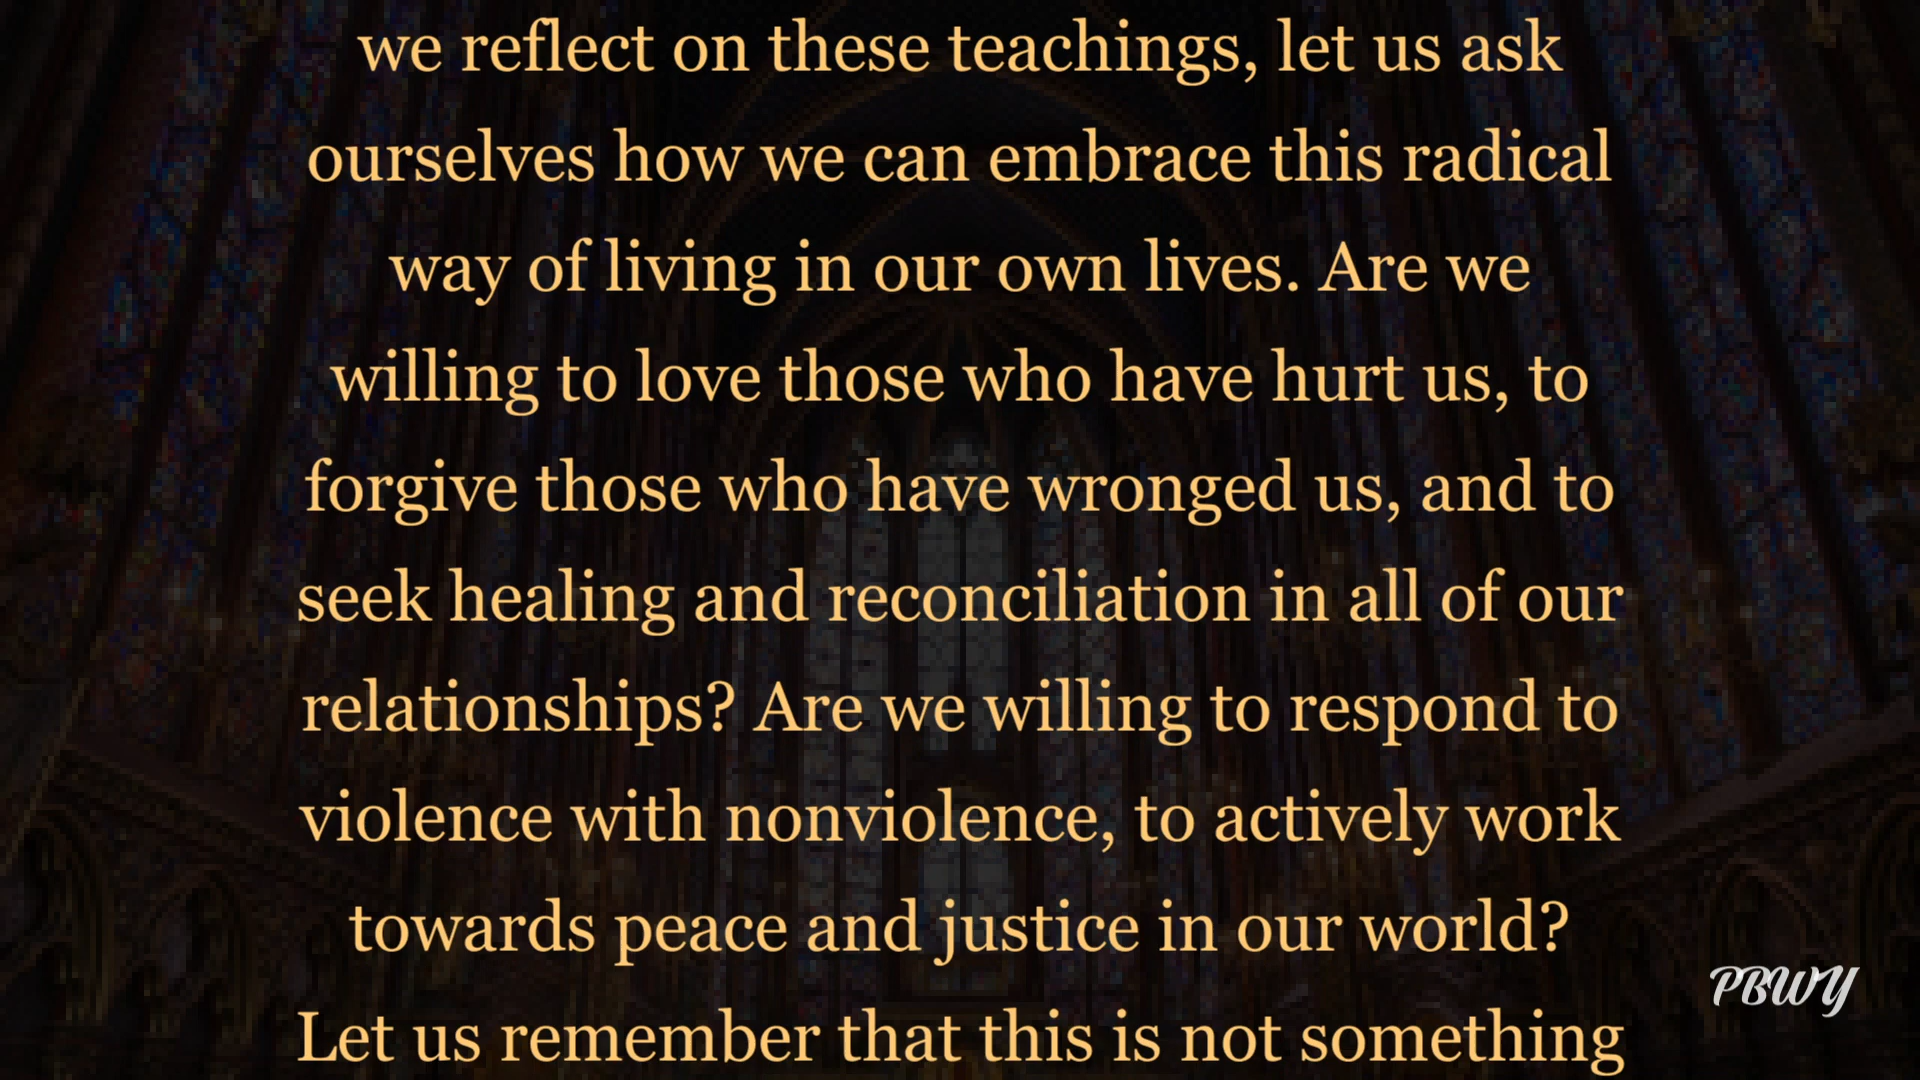 we reflect on these teachings, let us ask
ourselves how we can embrace this radical
way of living in our own lives. Are we
willing to love those who have hurt us, to
forgive those who have wronged us, and to
seek healing and reconciliation in all of our
relationships? Are we willing to respond to
violence with nonviolence, to actively work
towards peace and justice in our world?
PBWY
Let us remember that this is not something